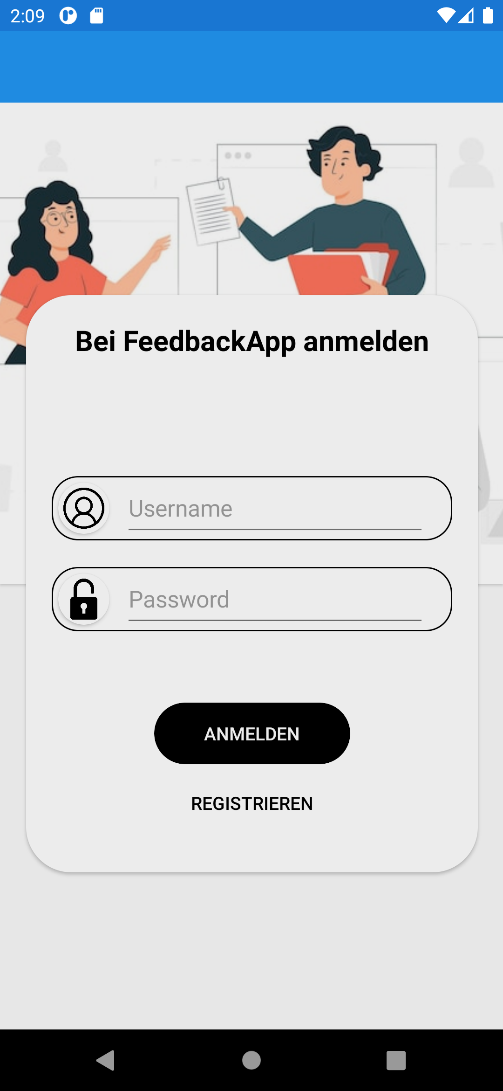 2:09
Bei FeedbackApp anmelden
Username
Password
ANMELDEN
REGISTRIEREN